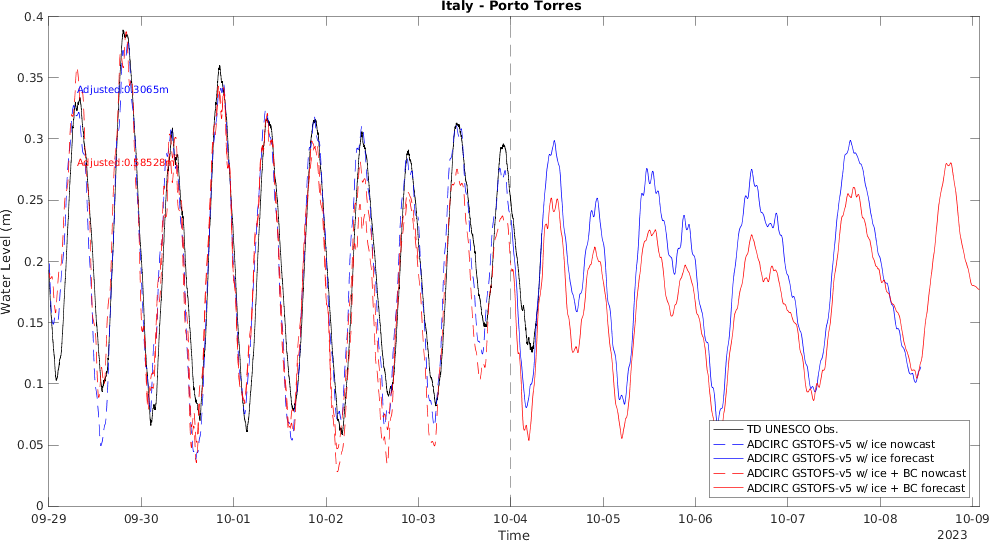 Italy - Porto Torres
Water Level (m)
0.4
0.35
0.3
0.25
0.2
0.15
0.1
0.05
0
Adjusted:0.3065m
Adjusted:0.58528m
TD UNESCO Obs.
ADCIRC GSTOFS-v5 w/ ice nowcast
ADCIRC GSTOFS-v5 w/ ice forecast
ADCIRC GSTOFS-v5 w/ ice + BC nowcast
ADCIRC GSTOFS-v5 w/ ice + BC forecast
09-29 09-30 10-01 10-02 10-03 10-04 10-05 10-06 10-07 10-08 10-09
Time
2023